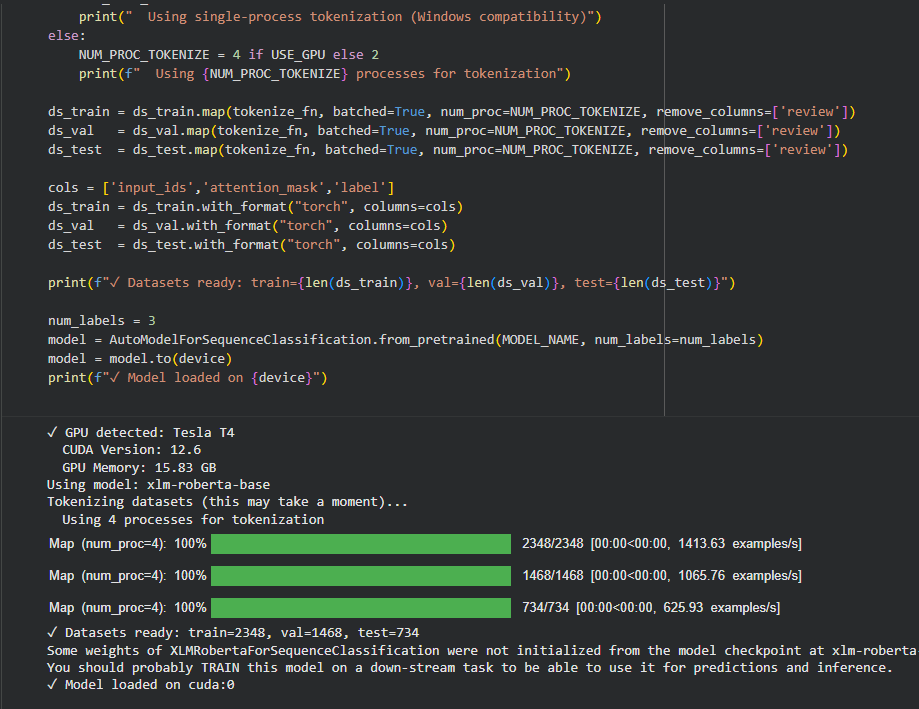 print("  Using single-process tokenization (Windows compatibility)")
else:
    NUM_PROC_TOKENIZE = 4 if USE_GPU else 2
    print(f"  Using {NUM_PROC_TOKENIZE} processes for tokenization")
ds_train = ds_train.map(tokenize_fn, batched=True, num_proc=NUM_PROC_TOKENIZE, remove_columns=['review'])
ds_val   = ds_val.map(tokenize_fn, batched=True, num_proc=NUM_PROC_TOKENIZE, remove_columns=['review'])
ds_test  = ds_test.map(tokenize_fn, batched=True, num_proc=NUM_PROC_TOKENIZE, remove_columns=['review'])
cols = ['input_ids','attention_mask','label']
ds_train = ds_train.with_format("torch", columns=cols)
ds_val   = ds_val.with_format("torch", columns=cols)
ds_test  = ds_test.with_format("torch", columns=cols)
print(f"✓ Datasets ready: train={len(ds_train)}, val={len(ds_val)}, test={len(ds_test)}")
num_labels = 3
model = AutoModelForSequenceClassification.from_pretrained(MODEL_NAME, num_labels=num_labels)
model = model.to(device)
print(f"✓ Model loaded on {device}")
✓ GPU detected: Tesla T4
  CUDA Version: 12.6
  GPU Memory: 15.83 GB
Using model: xlm-roberta-base
Tokenizing datasets (this may take a moment)...
  Using 4 processes for tokenization
Map (num_proc=4): 100% 2348/2348 [00:00<00:00, 1413.63 examples/s]
Map (num_proc=4): 100% 1468/1468 [00:00<00:00, 1065.76 examples/s]
Map (num_proc=4): 100% 734/734 [00:00<00:00, 625.93 examples/s]
✓ Datasets ready: train=2348, val=1468, test=734
Some weights of XLMRobertaForSequenceClassification were not initialized from the model checkpoint at xlm-roberta-
You should probably TRAIN this model on a down-stream task to be able to use it for predictions and inference.
✓ Model loaded on cuda:0